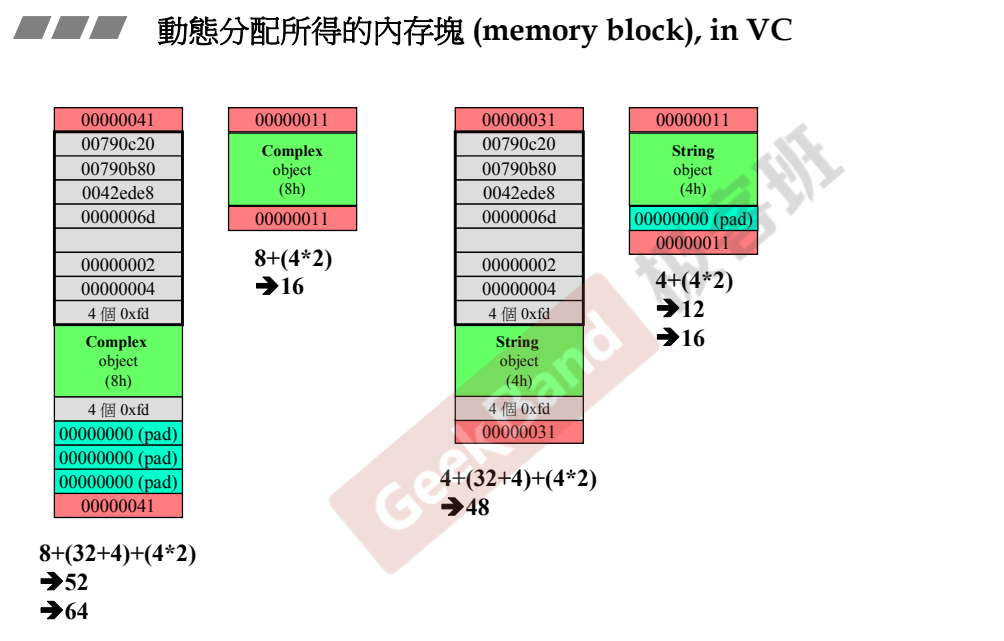 動態分配所得的內存塊 (memory block), in VC
00000041
00790c20
00790b80
0042ede8
0000006d
00000002
00000004
4 個 0xfd
Complex
object
(8h)
4 個 0xfd
00000000 (pad)
00000000 (pad)
00000000 (pad)
00000041
8+(32+4)+(4*2)
➔52
➔64
00000011
Complex
object
(8h)
00000011
8+(4*2)
➔16
00000031
00790c20
00790b80
0042ede8
0000006d
00000002
00000004
4 個 0xfd
String
object
(4h)
4 個 0xfd
00000031
4+(32+4)+(4*2)
➔48
00000011
String
object
(4h)
00000000 (pad)
00000011
4+(4*2)
➔12
➔16
GeekBand 极客班